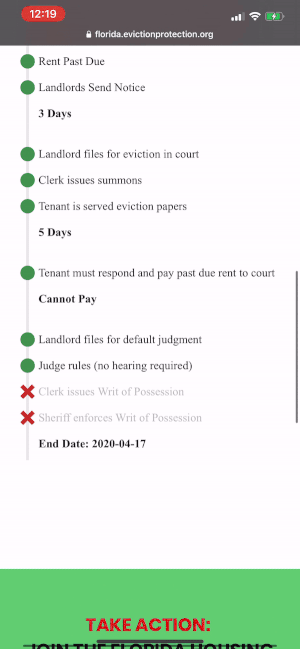 12:19
florida.evictionprotection.org
Rent Past Due
Landlords Send Notice
3 Days
Landlord files for eviction in court
Clerk issues summons
Tenant is served eviction papers
5 Days
Tenant must respond and pay past due rent to court
Cannot Pay
Landlord files for default judgment
Judge rules (no hearing required)
Clerk issues Writ of Possession
Sheriff enforces Writ of Possession
End Date: 2020-04-17
TAKE ACTION:
JOIN THE FLORIDA HOUSING